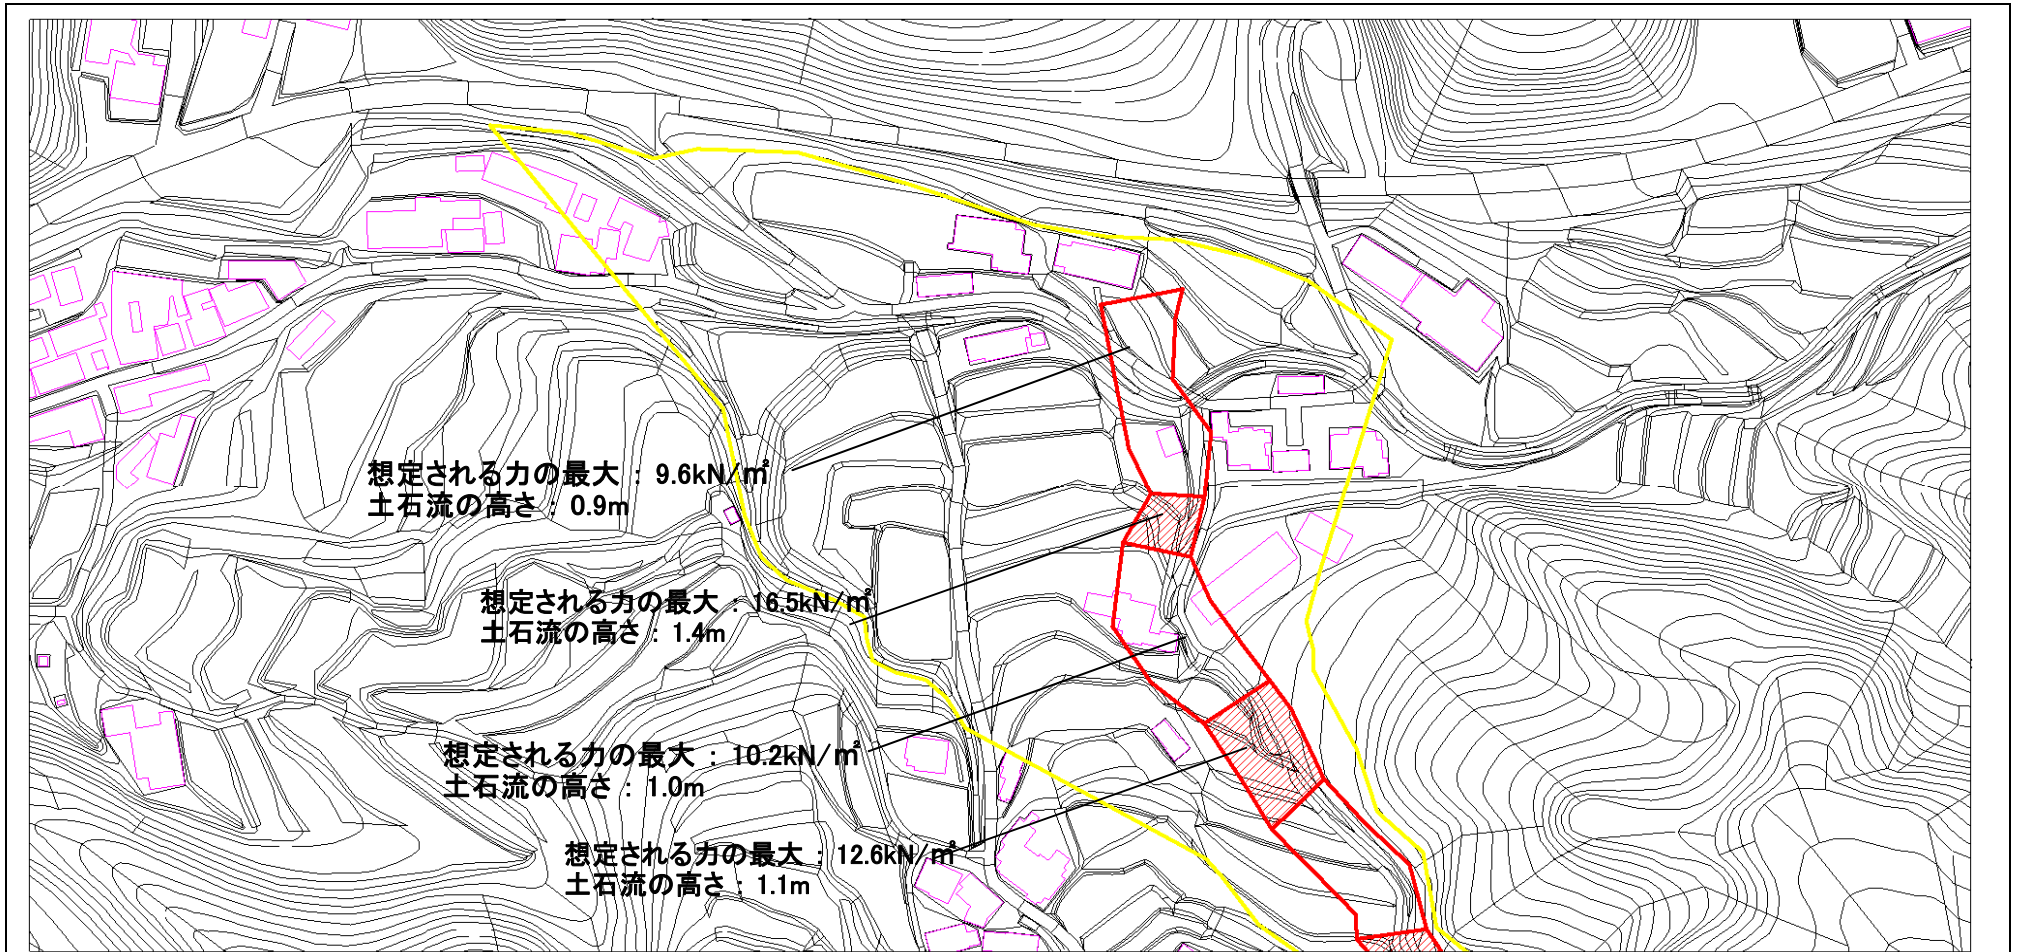 想定される力の最大：9.6kN/㎡
土石流の高さ：0.9m
想定される力の最大：16.5kN/㎡
土石流の高さ：1.4m
想定される力の最大：10.2kN/㎡
土石流の高さ：1.0m
想定される力の最大：12.6kN/㎡
土石流の高さ：1.1m